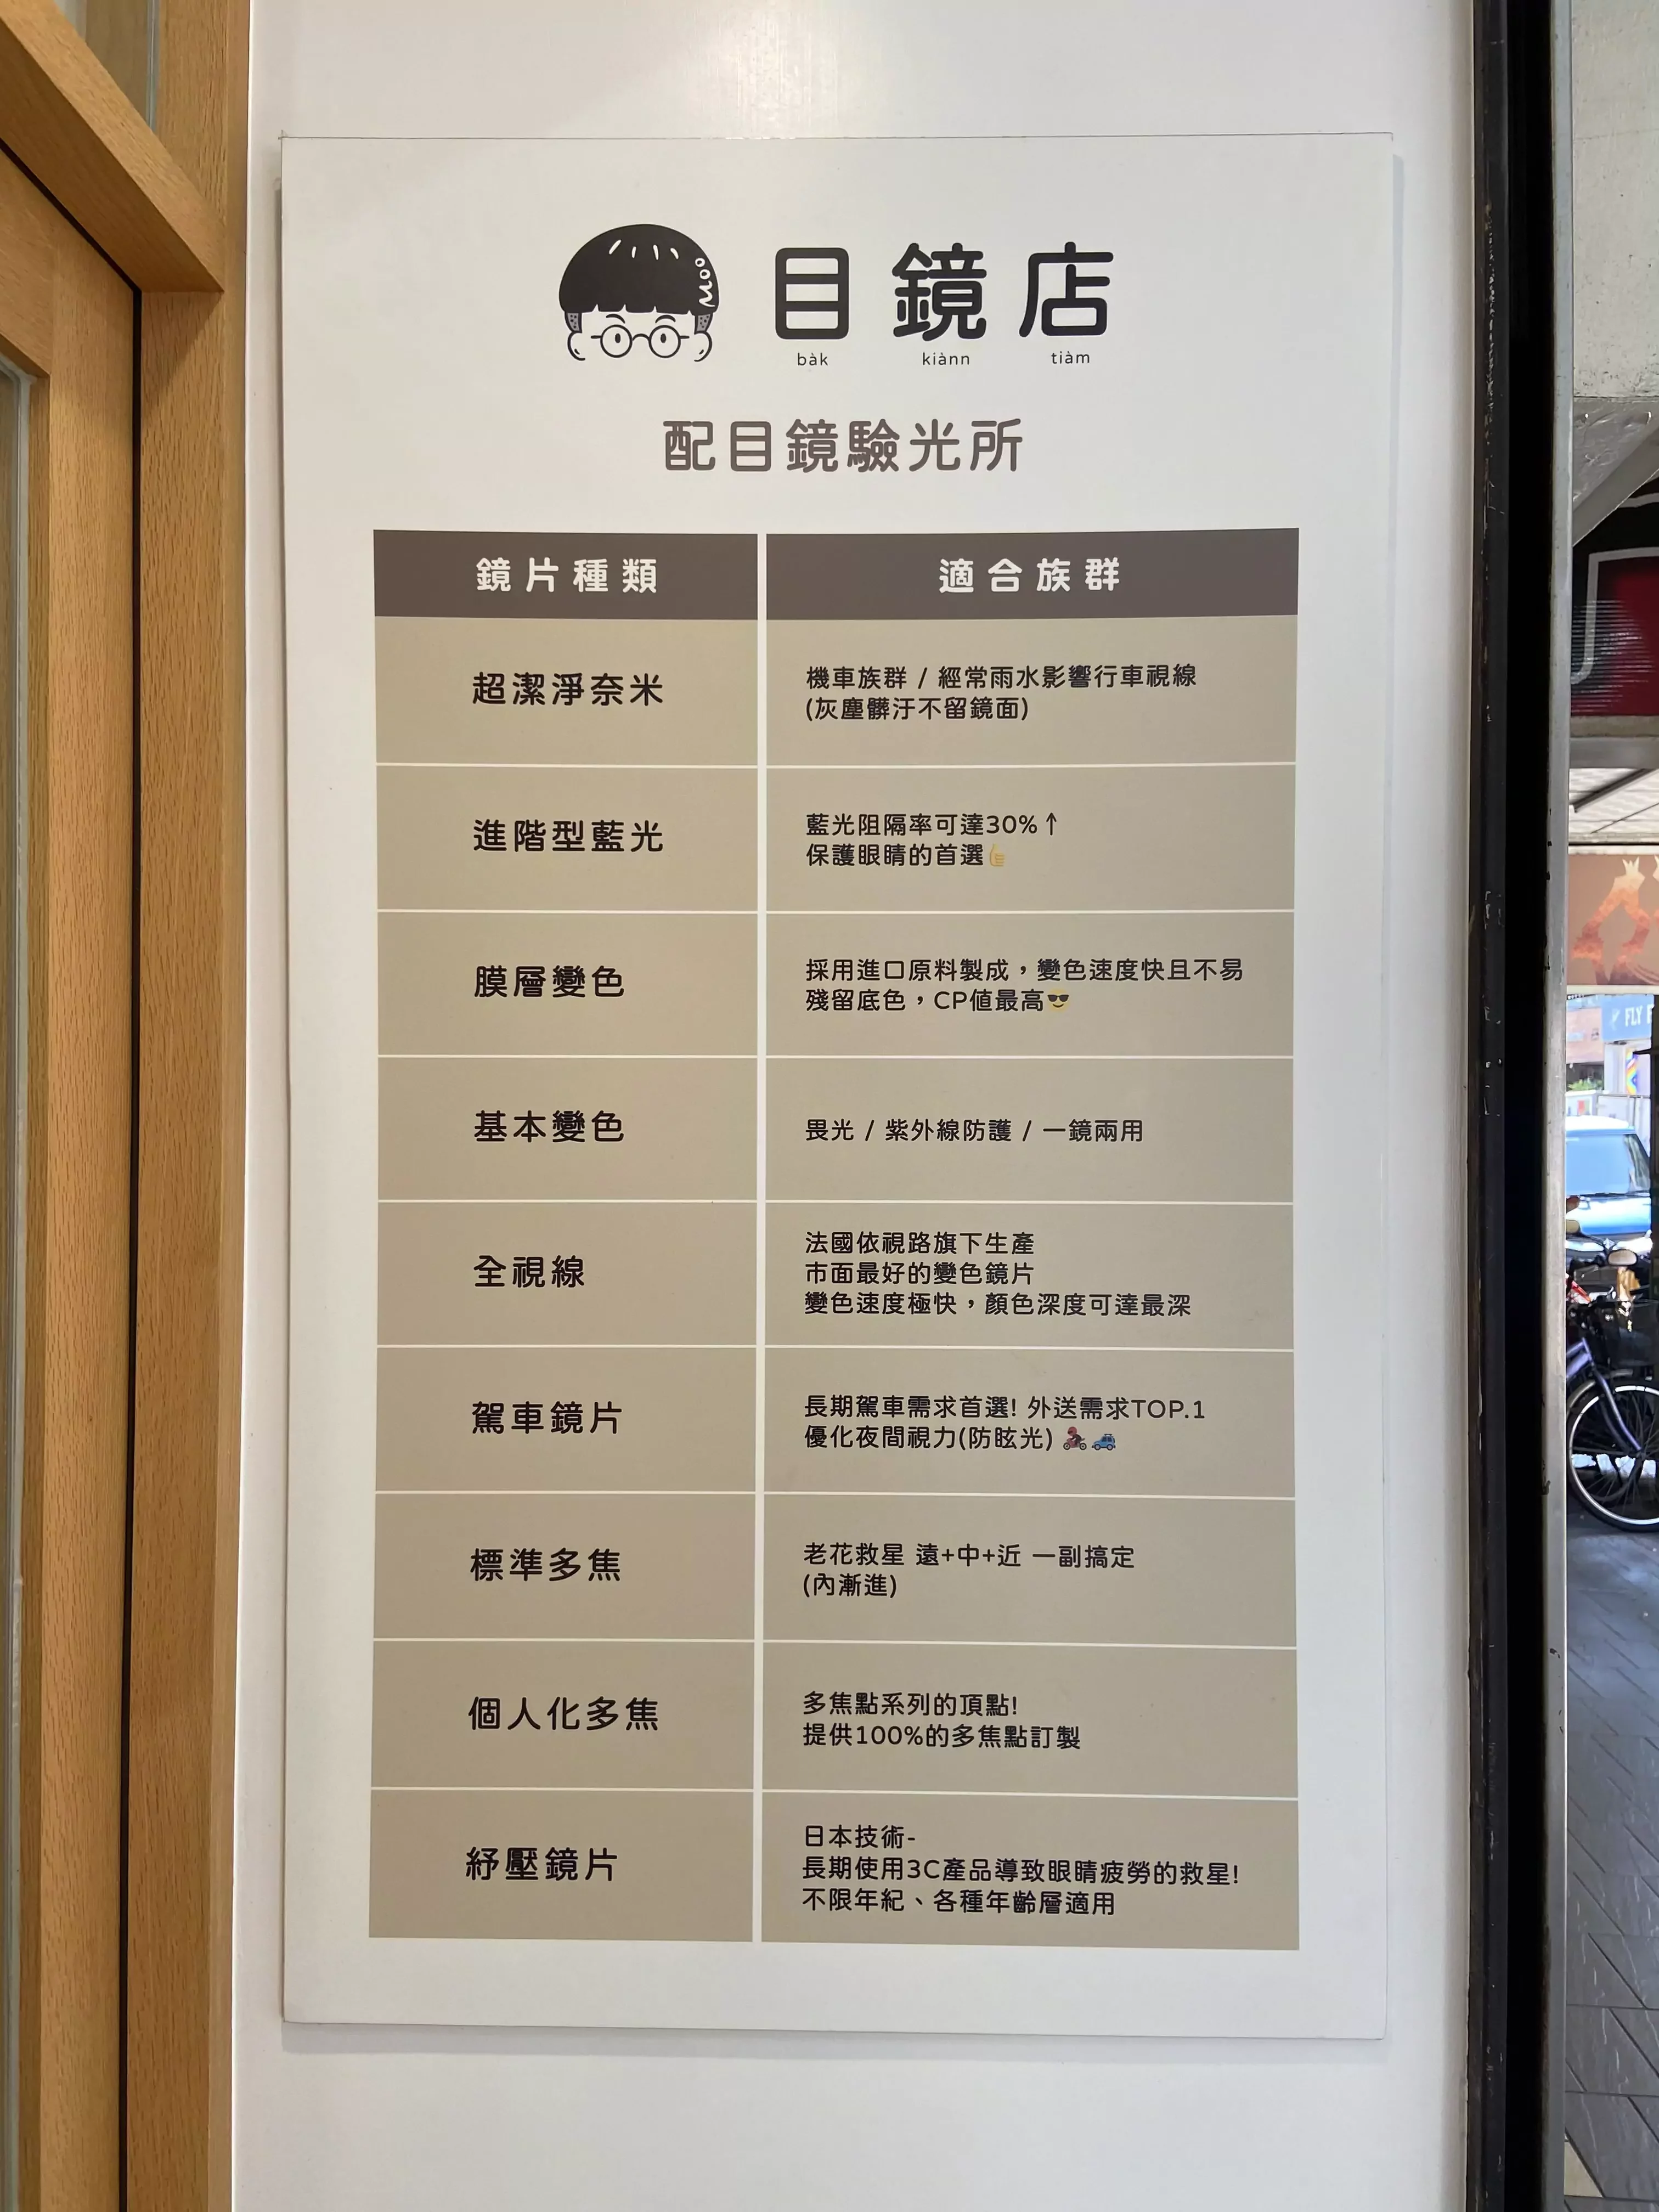 目鏡店
bàk kiànn tiàm
配目鏡驗光所
鏡片種類 適合族群
超潔淨奈米
機車族群 / 經常雨水影響行車視線
(灰塵髒汙不留鏡面)
進階型藍光
藍光阻隔率可達30%↑
保護眼睛的首選👍
膜層變色
採用進口原料製成，變色速度快且不易
殘留底色，CP值最高😎
基本變色
畏光 / 紫外線防護 / 一鏡兩用
全視線
法國依視路旗下生產
市面最好的變色鏡片
變色速度極快，顏色深度可達最深
駕車鏡片
長期駕車需求首選! 外送需求TOP.1
優化夜間視力(防眩光) 🏍️🚙
標準多焦
老花救星 遠+中+近 一副搞定
(內漸進)
個人化多焦
多焦點系列的頂點!
提供100%的多焦點訂製
紓壓鏡片
日本技術-
長期使用3C產品導致眼睛疲勞的救星!
不限年紀、各種年齡層適用
FLY